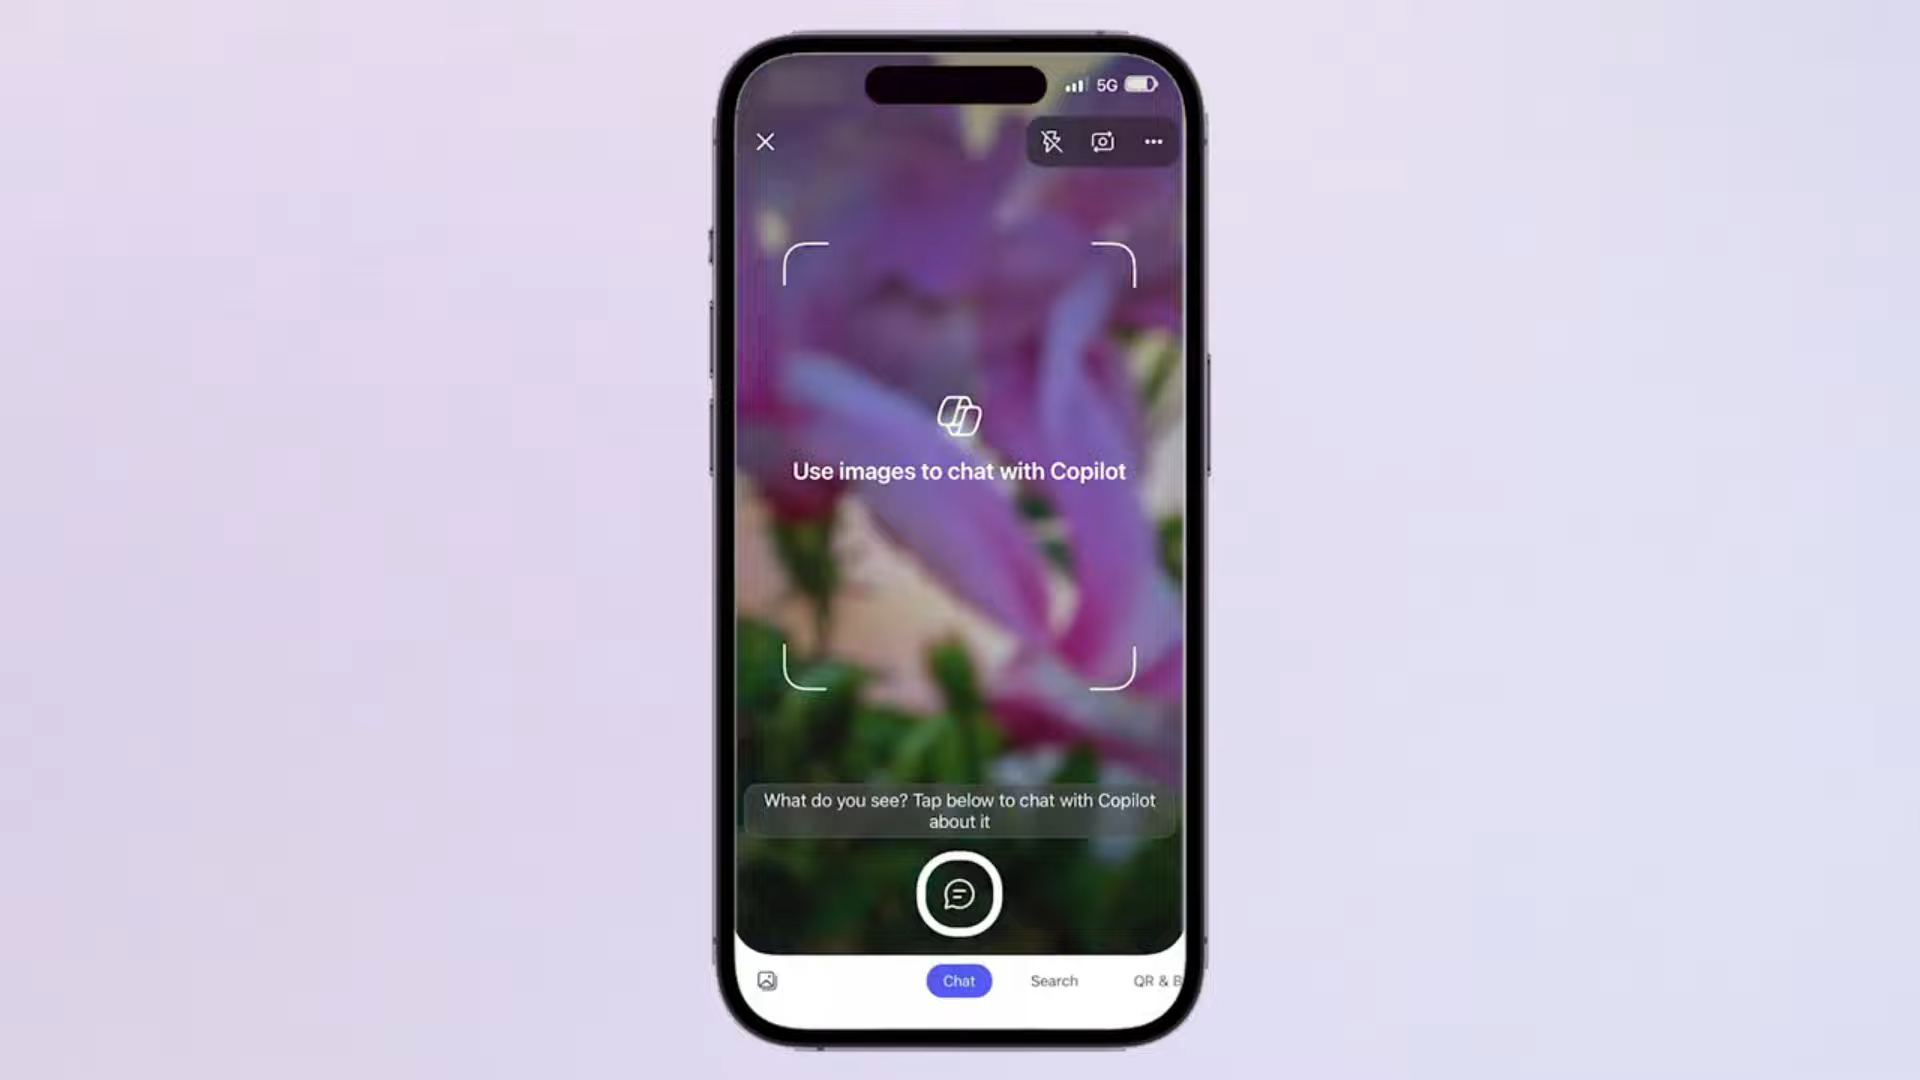 5G
Use images to chat with Copilot
What do you see? Tap below to chat with Copilot
about it
Chat Search QR & B